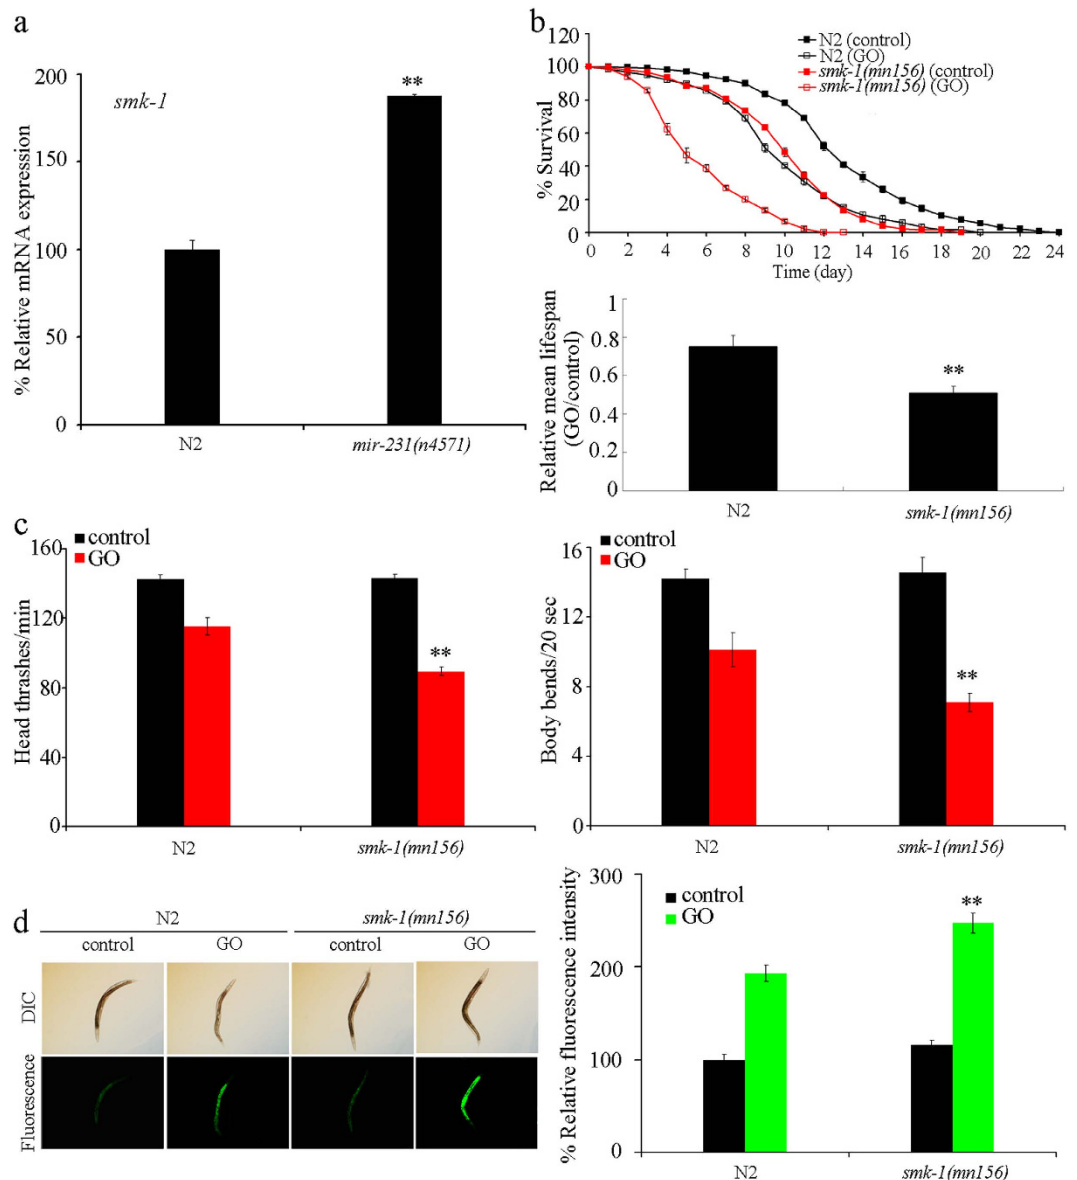 a
200
150
100
50
0
% Relative mRNA expression
smk-1
**
N2
mir-231(n4571)
b
120
100
80
60
40
20
0
% Survival
N2 (control)
N2 (GO)
smk-1(mn156) (control)
smk-1(mn156) (GO)
0 2 4 6 8 10 12 14 16 18 20 22 24
Time (day)
1
0.8
0.6
0.4
0.2
0
Relative mean lifespan
(GO/control)
**
N2
smk-1(mn156)
c
control
GO
160
120
80
40
0
Head thrashes/min
**
N2
smk-1(mn156)
control
GO
16
12
8
4
0
Body bends/20 sec
**
N2
smk-1(mn156)
d
N2
smk-1(mn156)
control
GO
control
GO
DIC
Fluorescence
300
200
100
0
% Relative fluorescence intensity
control
GO
**
N2
smk-1(mn156)